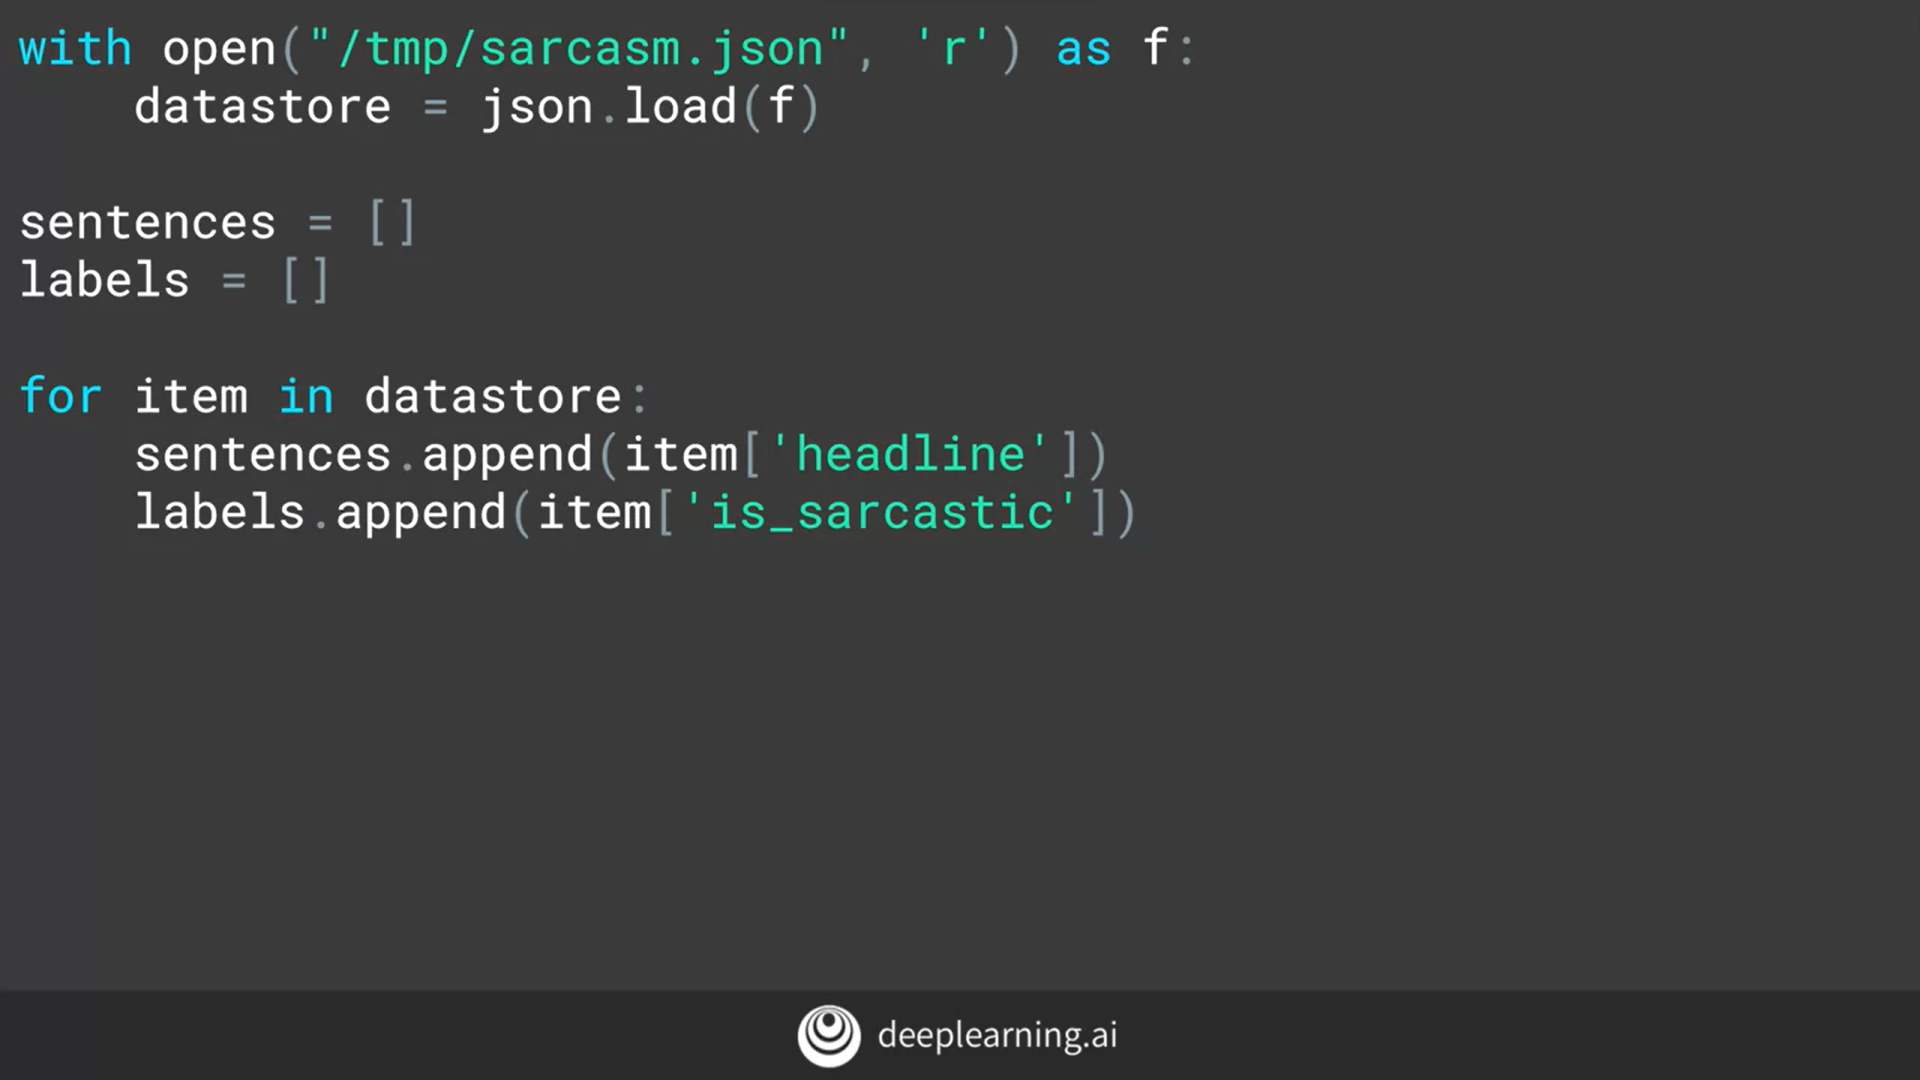 with open("/tmp/sarcasm.json", 'r') as f:
    datastore = json.load(f)

sentences = []
labels = []

for item in datastore:
    sentences.append(item['headline'])
    labels.append(item['is_sarcastic'])

deeplearning.ai